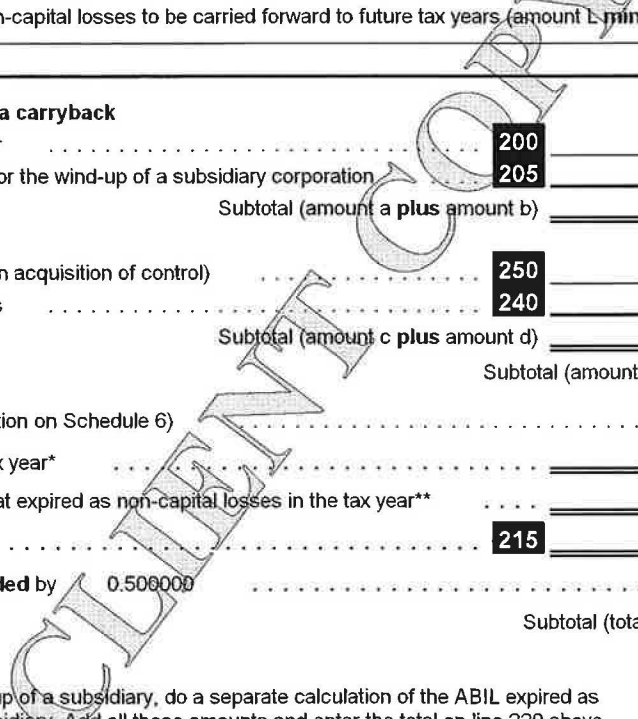 n-capital losses to be carried forward to future tax years (amount L min
a carryback
200
or the wind-up of a subsidiary corporation 205
Subtotal (amount a plus amount b)
n acquisition of control) 250
240
Subtotal (amount c plus amount d)
Subtotal (amount
tion on Schedule 6)
x year*
at expired as non-capital losses in the tax year**
215
ded by 0.500000
Subtotal (tota
up of a subsidiary, do a separate calculation of the ABIL expired as
sidiary. Add all these amounts and enter the total on line 220 above.
CLIENT COPY